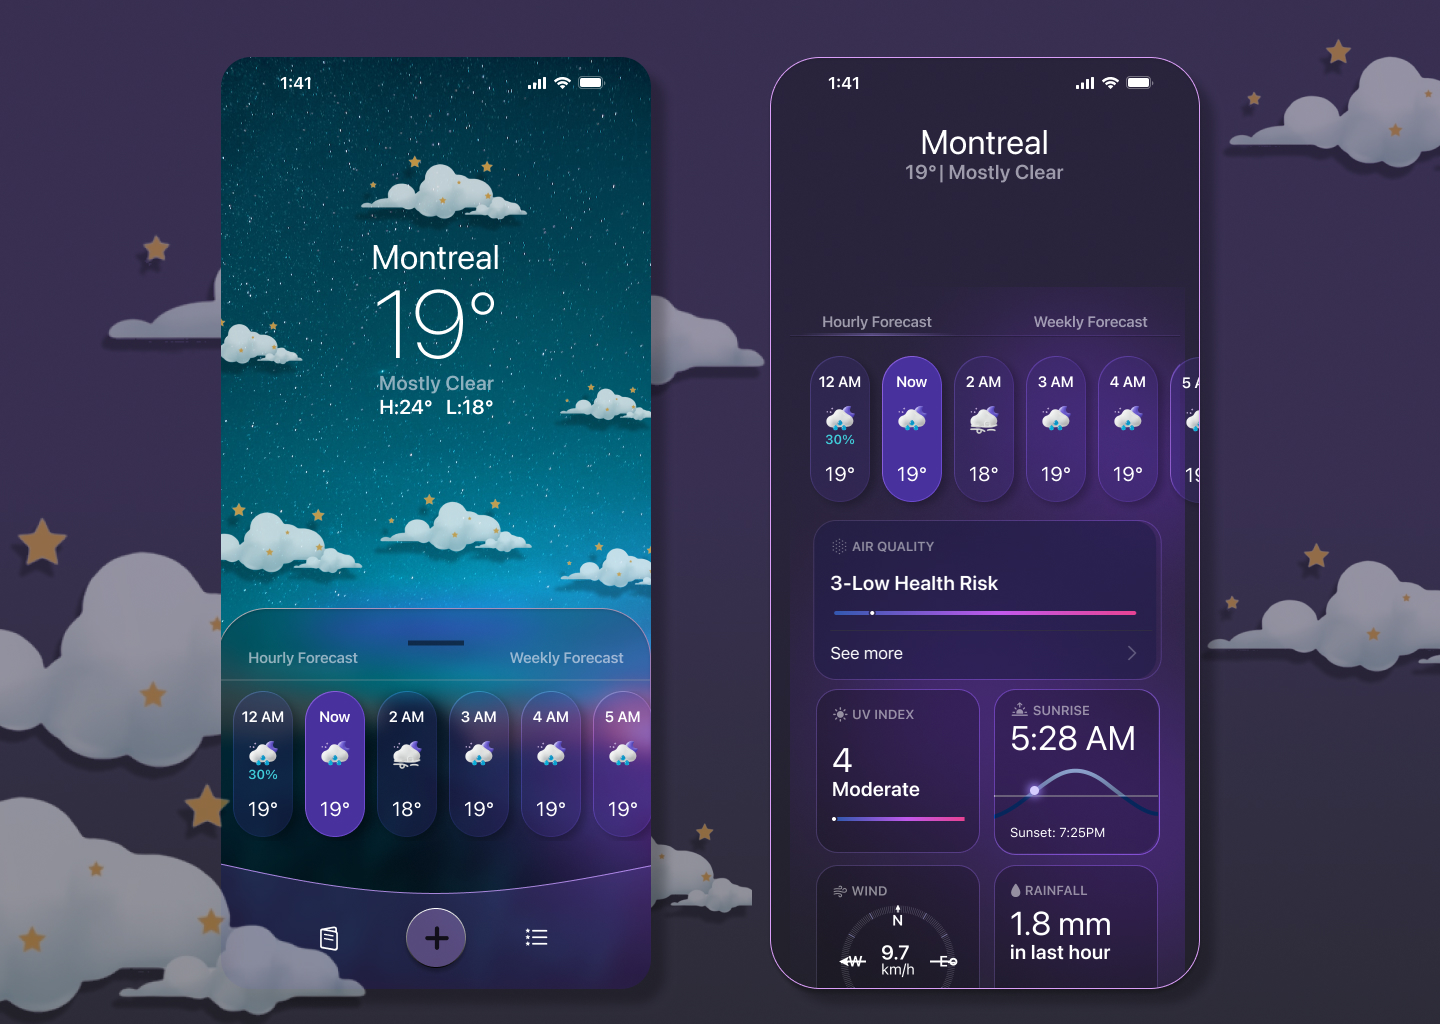 1:41
Montreal
19°
Mostly Clear
H:24° L:18°
Hourly Forecast Weekly Forecast
12 AM Now 2 AM 3 AM 4 AM 5 AM
30%
19° 19° 18° 19° 19° 19°
1:41
Montreal
19°| Mostly Clear
Hourly Forecast Weekly Forecast
12 AM Now 2 AM 3 AM 4 AM 5 A
30%
19° 19° 18° 19° 19° 19
AIR QUALITY
3-Low Health Risk
See more
UV INDEX
4
Moderate
SUNRISE
5:28 AM
Sunset: 7:25PM
WIND
N
W 9.7 E
km/h
RAINFALL
1.8 mm
in last hour